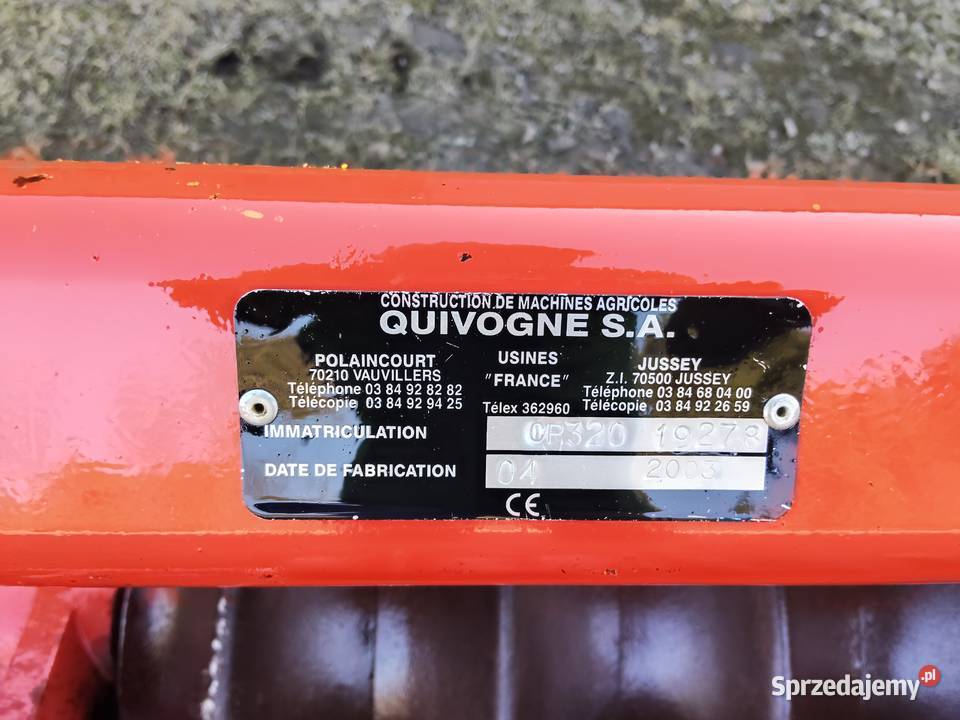 CONSTRUCTION DE MACHINES AGRICOLES
QUIVOGNE S.A.
POLAINCOURT
70210 VAUVILLERS
Téléphone 03 84 92 82 82
Télécopie 03 84 92 94 25
USINES
"FRANCE"
Télex 362960
JUSSEY
Z.I. 70500 JUSSEY
Téléphone 03 84 68 04 00
Télécopie 03 84 92 26 59
IMMATRICULATION 19278
DATE DE FABRICATION 04 2003
CE
Sprzedajemy.pl